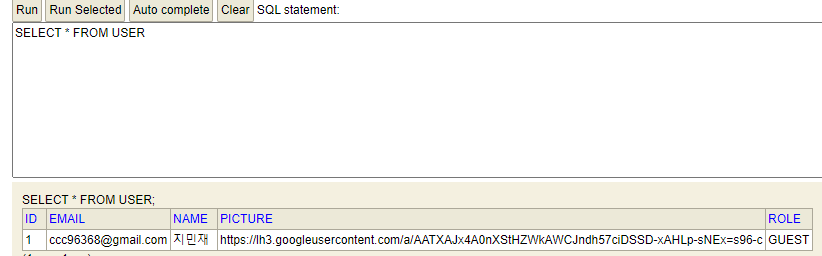 Run Run Selected Auto complete Clear SQL statement:
SELECT * FROM USER
SELECT * FROM USER;
ID EMAIL NAME PICTURE ROLE
1 ccc96368@gmail.com 지민재 https://lh3.googleusercontent.com/a/AATXAJx4A0nXStHZWkAWCJndh57ciDSSD-xAHLp-sNEx=s96-c GUEST